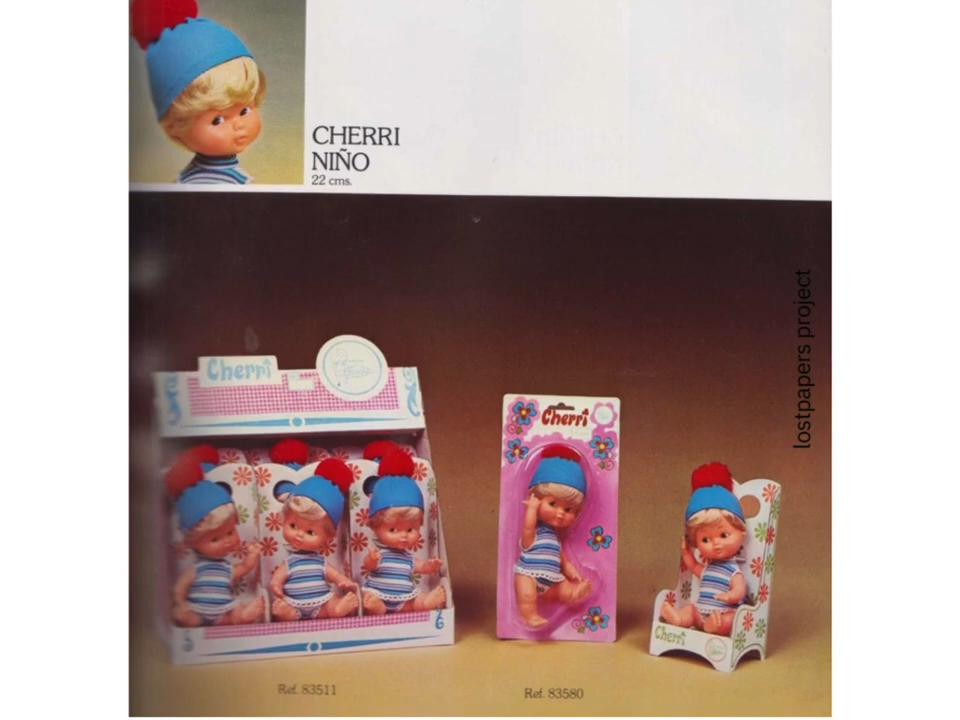 CHERRI
NIÑO
22 cms.
lostpapers project
Cherri
Cherri
Cherri
Ref. 83511
Ref. 83580